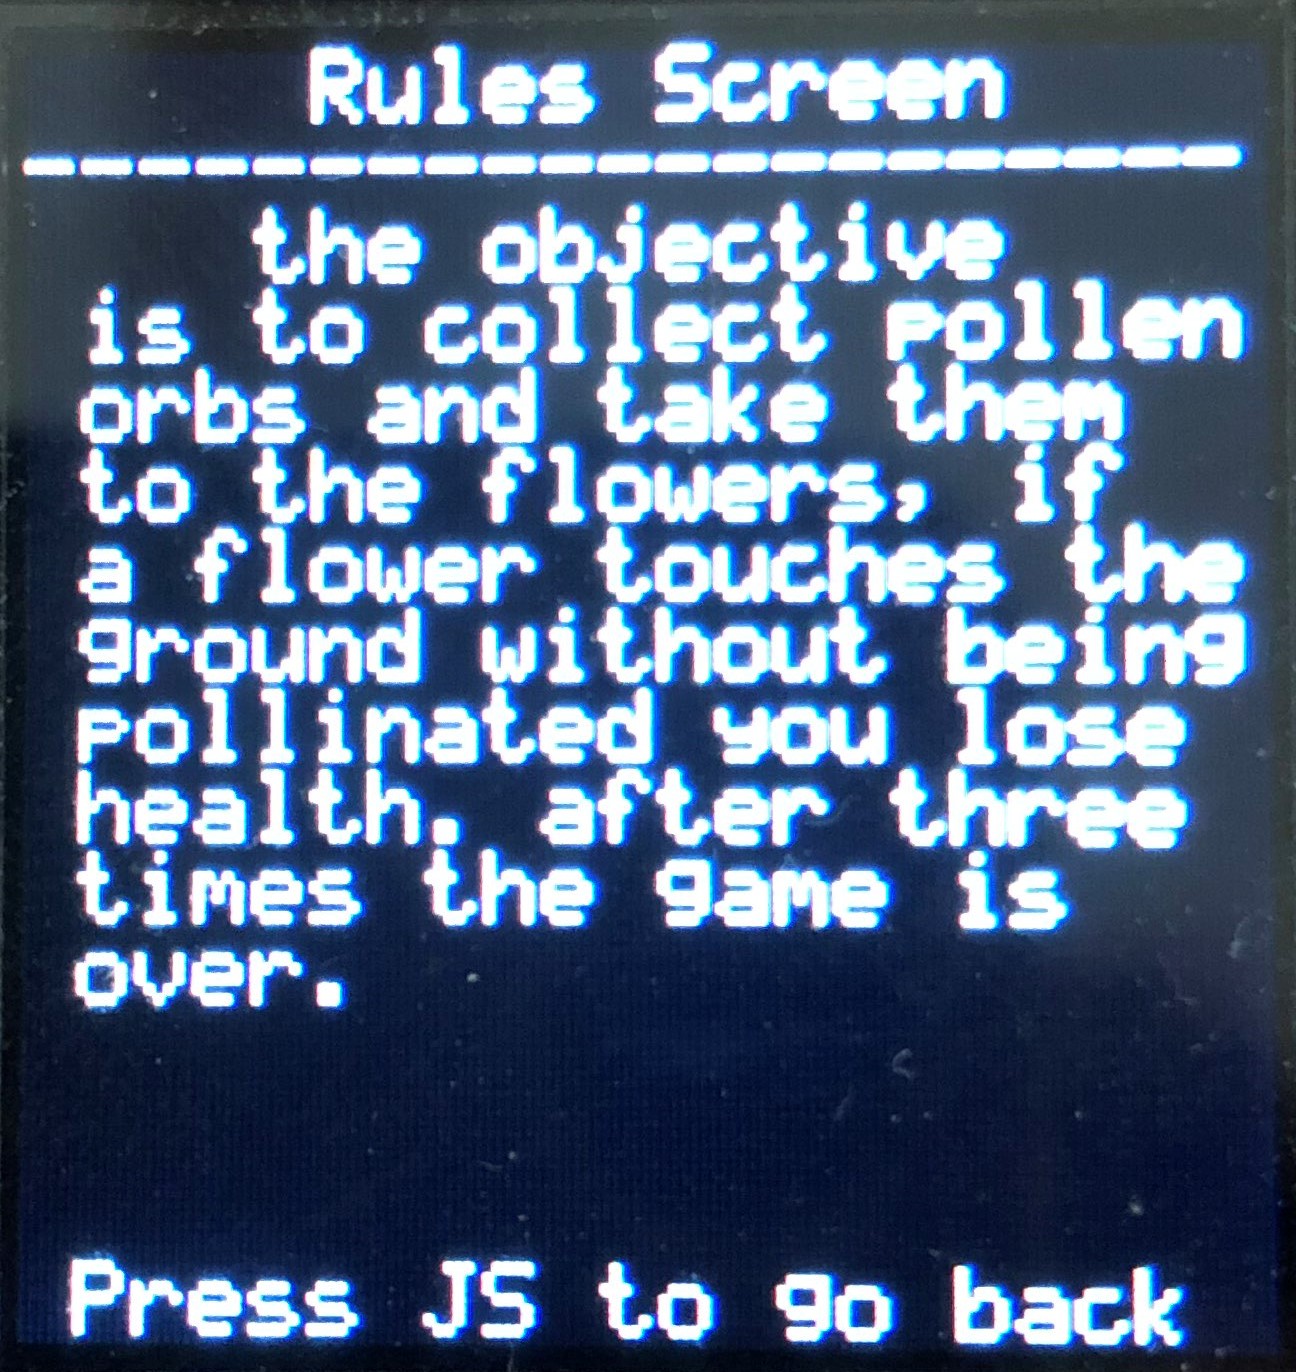 Rules Screen
----------------------
the objective
is to collect pollen
orbs and take them
to the flowers, if
a flower touches the
ground without being
pollinated you lose
health. after three
times the game is
over.
Press JS to go back